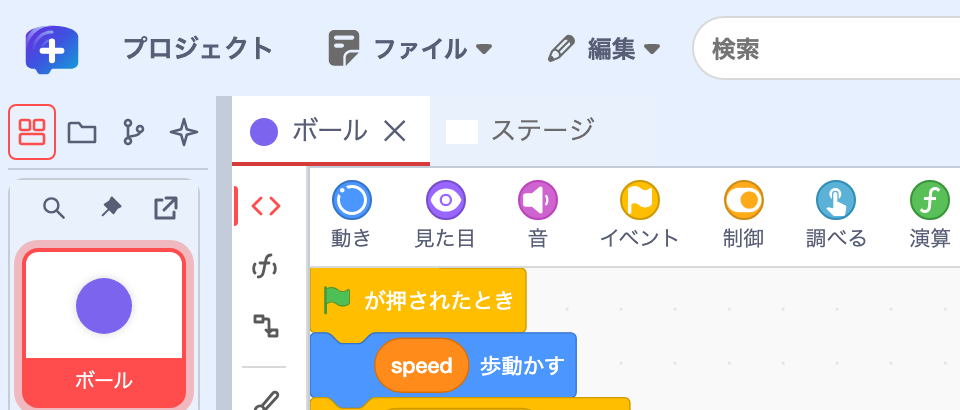 プロジェクト ファイル 編集 検索
ボール ステージ
動き 見た目 音 イベント 制御 調べる 演算
が押されたとき
speed 歩動かす
ボール